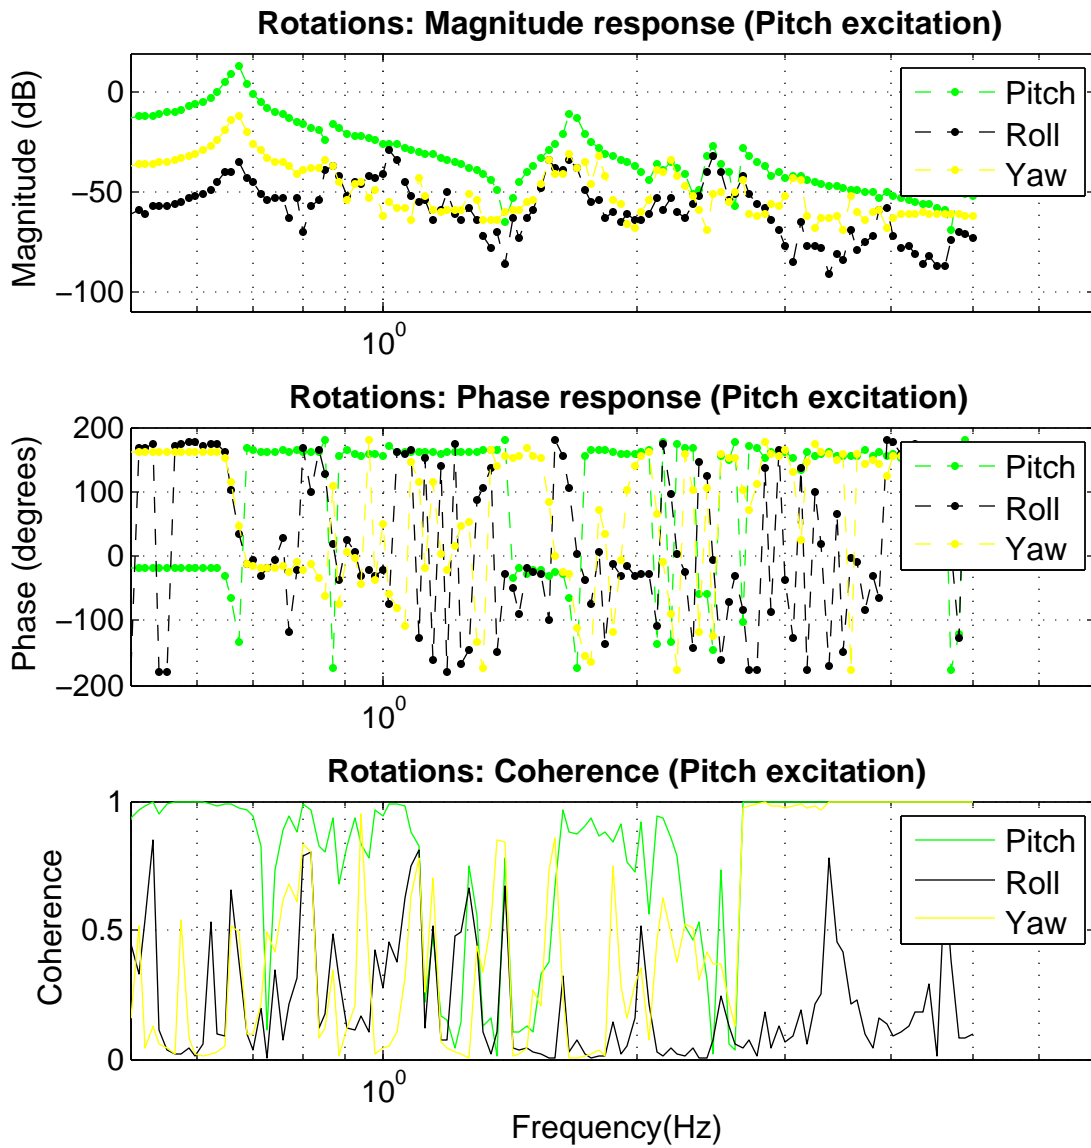 Rotations: Magnitude response (Pitch excitation)
Magnitude (dB)
0
−50
−100
Pitch
Roll
Yaw
10^0
Rotations: Phase response (Pitch excitation)
Phase (degrees)
200
100
0
−100
−200
Pitch
Roll
Yaw
10^0
Rotations: Coherence (Pitch excitation)
Coherence
1
0.5
0
Pitch
Roll
Yaw
10^0
Frequency(Hz)